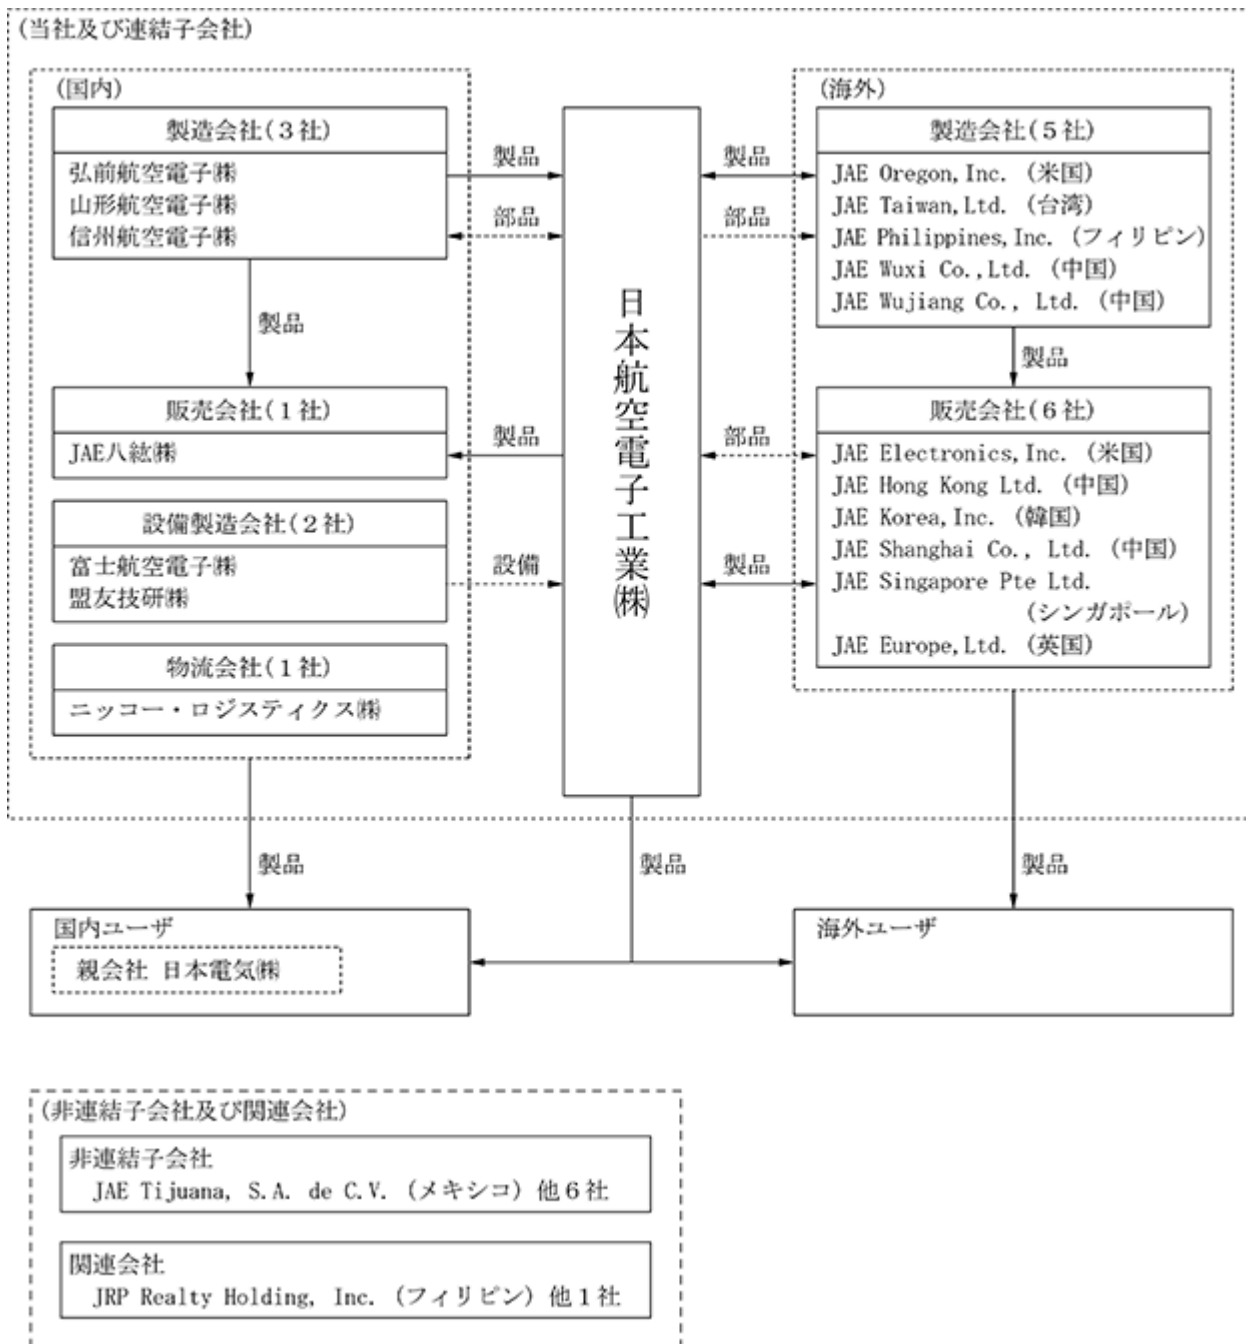 (当社及び連結子会社)
(国内)
製造会社(3社)
弘前航空電子㈱
山形航空電子㈱
信州航空電子㈱
製品
部品
製品
販売会社(1社)
JAE八紘㈱
製品
設備製造会社(2社)
富士航空電子㈱
盟友技研㈱
設備
物流会社(1社)
ニッコー・ロジスティクス㈱
日本航空電子工業㈱
(海外)
製造会社(5社)
JAE Oregon,Inc. (米国)
JAE Taiwan,Ltd. (台湾)
JAE Philippines,Inc. (フィリピン)
JAE Wuxi Co.,Ltd. (中国)
JAE Wujiang Co., Ltd. (中国)
製品
部品
製品
販売会社(6社)
JAE Electronics,Inc. (米国)
JAE Hong Kong Ltd. (中国)
JAE Korea,Inc. (韓国)
JAE Shanghai Co., Ltd. (中国)
JAE Singapore Pte Ltd.
(シンガポール)
JAE Europe,Ltd. (英国)
部品
製品
製品
製品
製品
国内ユーザ
親会社 日本電気㈱
海外ユーザ
(非連結子会社及び関連会社)
非連結子会社
JAE Tijuana, S.A. de C.V. (メキシコ) 他6社
関連会社
JRP Realty Holding, Inc. (フィリピン) 他1社